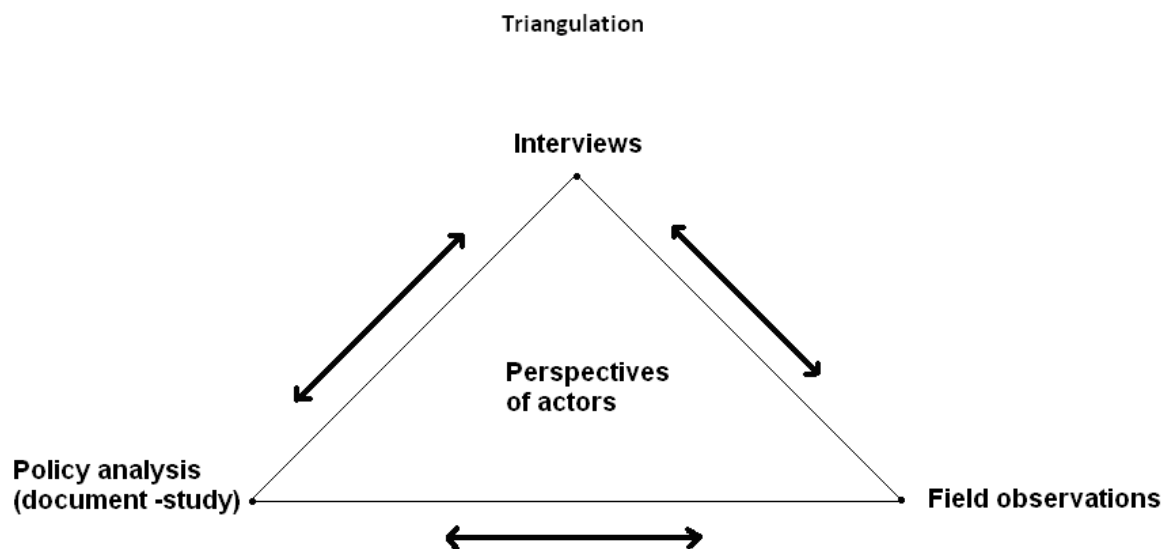 Triangulation
Interviews
Perspectives
of actors
Policy analysis
(document -study)
Field observations